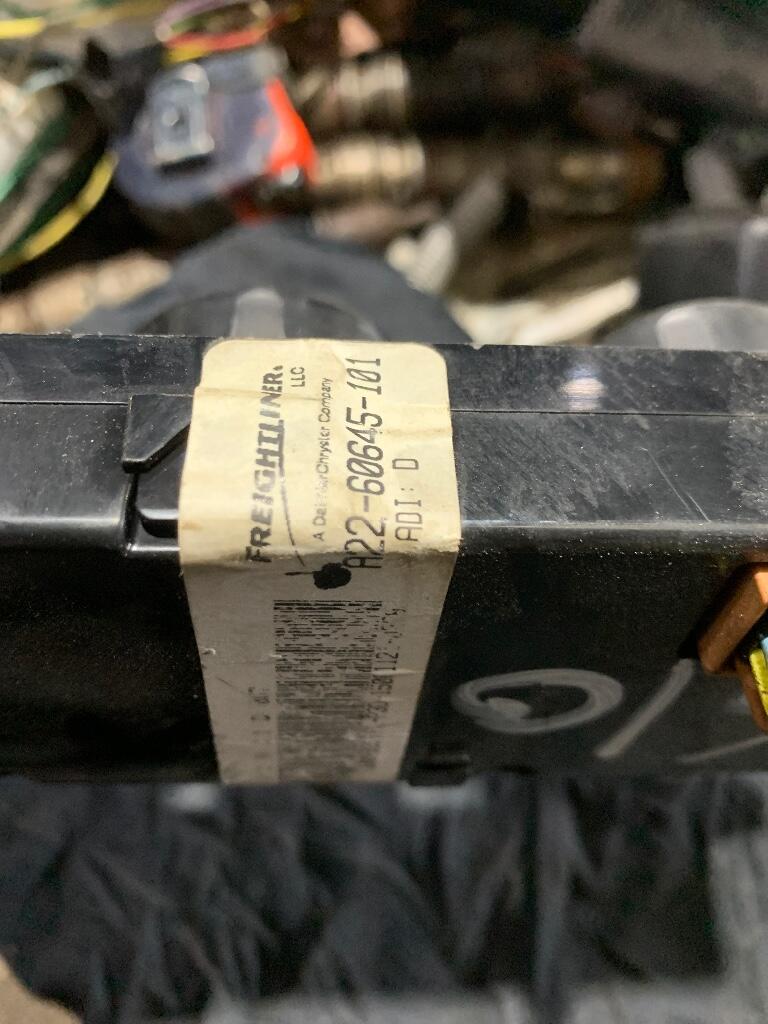 FREIGHTLINER
LLC
A DaimlerChrysler Company
A22-60645-101
ADI: D